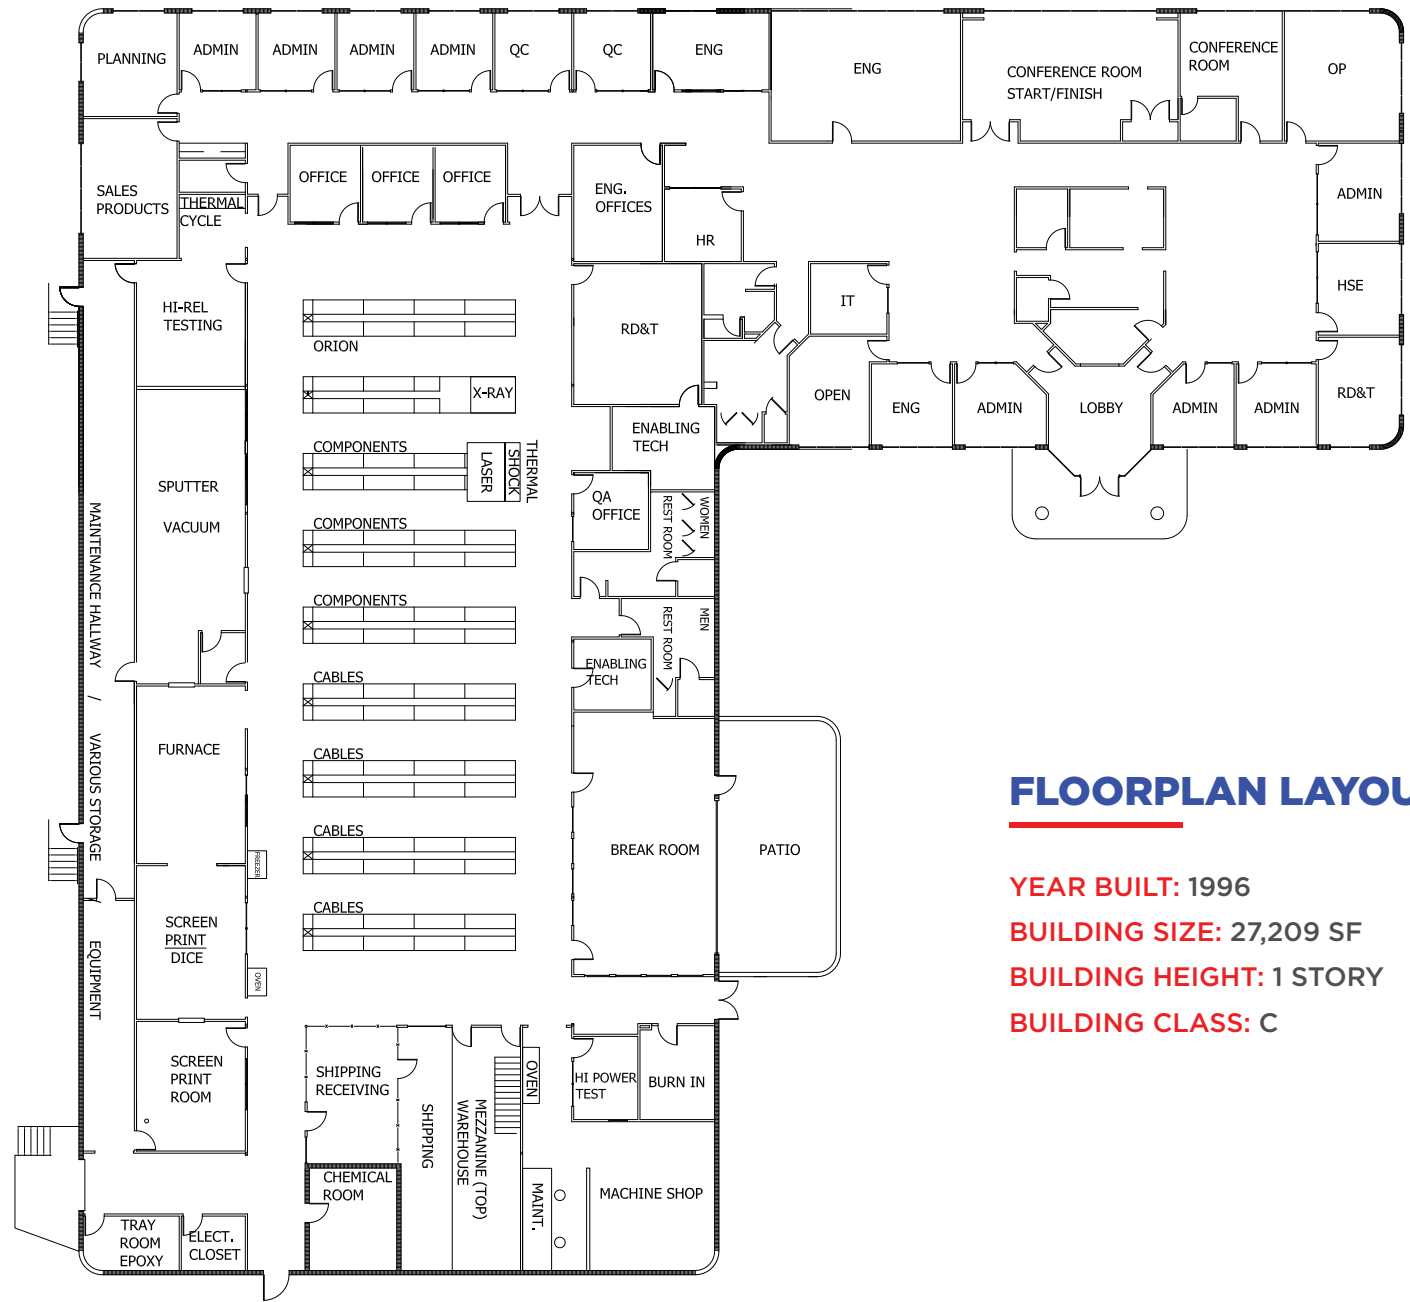 PLANNING
ADMIN
ADMIN
ADMIN
ADMIN
QC
QC
ENG
ENG
CONFERENCE ROOM
START/FINISH
CONFERENCE
ROOM
OP
SALES
PRODUCTS
THERMAL
CYCLE
OFFICE
OFFICE
OFFICE
ENG.
OFFICES
HR
ADMIN
HSE
HI-REL
TESTING
ORION
RD&T
IT
X-RAY
OPEN
ENG
ADMIN
LOBBY
ADMIN
ADMIN
RD&T
COMPONENTS
LASER
SHOCK
THERMAL
ENABLING
TECH
SPUTTER
VACUUM
QA
OFFICE
WOMEN
REST ROOM
COMPONENTS
COMPONENTS
MEN
REST ROOM
ENABLING
TECH
MAINTENANCE HALLWAY / VARIOUS STORAGE / EQUIPMENT
CABLES
FURNACE
CABLES
CABLES
FREEZER
BREAK ROOM
PATIO
CABLES
SCREEN
PRINT
DICE
OVEN
SCREEN
PRINT
ROOM
SHIPPING
RECEIVING
SHIPPING
MEZZANINE (TOP)
WAREHOUSE
OVEN
HI POWER
TEST
BURN IN
CHEMICAL
ROOM
MAINT.
MACHINE SHOP
TRAY
ROOM
EPOXY
ELECT.
CLOSET
FLOORPLAN LAYOU
YEAR BUILT: 1996
BUILDING SIZE: 27,209 SF
BUILDING HEIGHT: 1 STORY
BUILDING CLASS: C